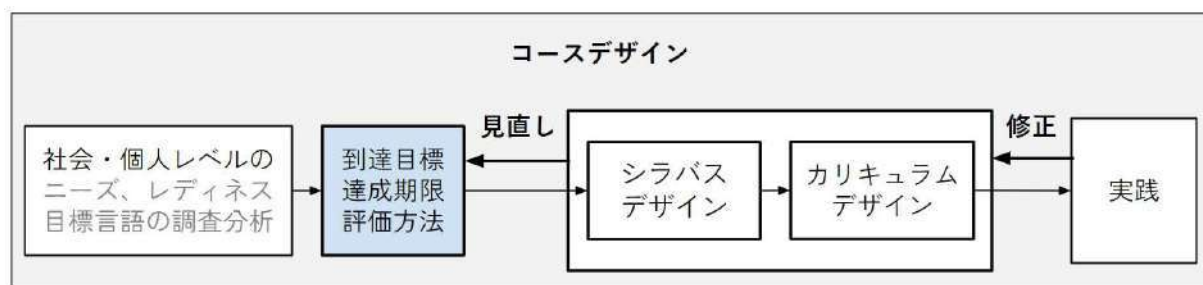 コースデザイン
社会・個人レベルの
ニーズ、レディネス
目標言語の調査分析
到達目標
達成期限
評価方法
見直し
シラバス
デザイン
カリキュラム
デザイン
修正
実践